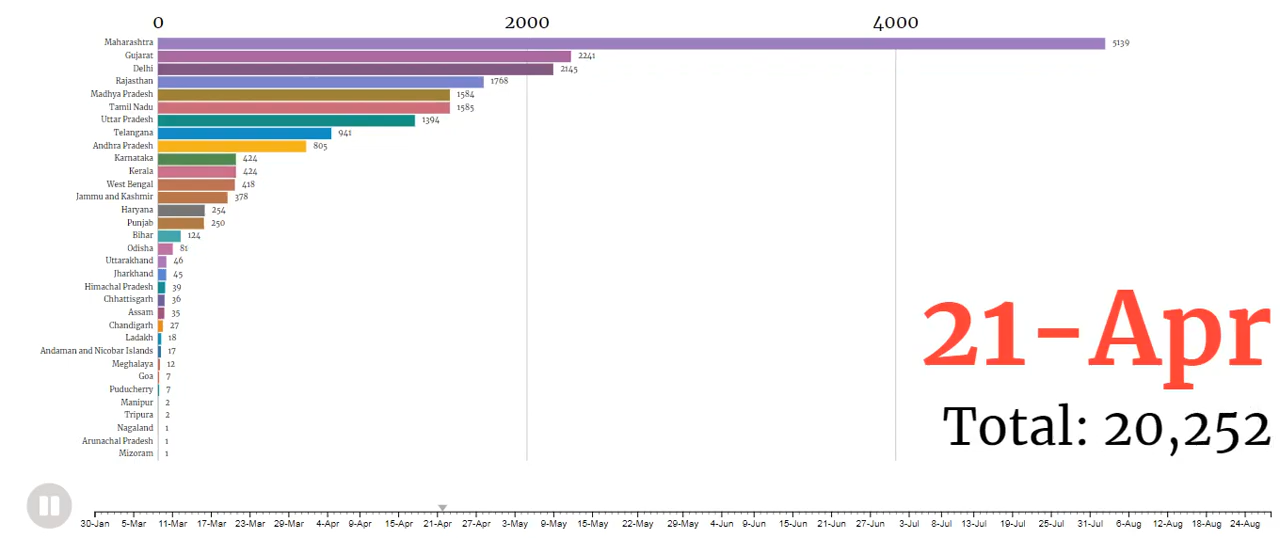 0 2000 4000
Maharashtra 5139
Gujarat 2241
Delhi 2145
Rajasthan 1768
Madhya Pradesh 1584
Tamil Nadu 1585
Uttar Pradesh 1394
Telangana 941
Andhra Pradesh 805
Karnataka 424
Kerala 424
West Bengal 418
Jammu and Kashmir 378
Haryana 254
Punjab 250
Bihar 124
Odisha 81
Uttarakhand 46
Jharkhand 45
Himachal Pradesh 39
Chhattisgarh 36
Assam 35
Chandigarh 27
Ladakh 18
Andaman and Nicobar Islands 17
Meghalaya 12
Goa 7
Puducherry 7
Manipur 2
Tripura 2
Nagaland 1
Arunachal Pradesh 1
Mizoram 1
21-Apr
Total: 20,252
30-Jan 5-Mar 11-Mar 17-Mar 23-Mar 29-Mar 4-Apr 9-Apr 15-Apr 21-Apr 27-Apr 3-May 9-May 15-May 22-May 29-May 4-Jun 9-Jun 15-Jun 21-Jun 27-Jun 3-Jul 8-Jul 13-Jul 19-Jul 25-Jul 31-Jul 6-Aug 12-Aug 18-Aug 24-Aug